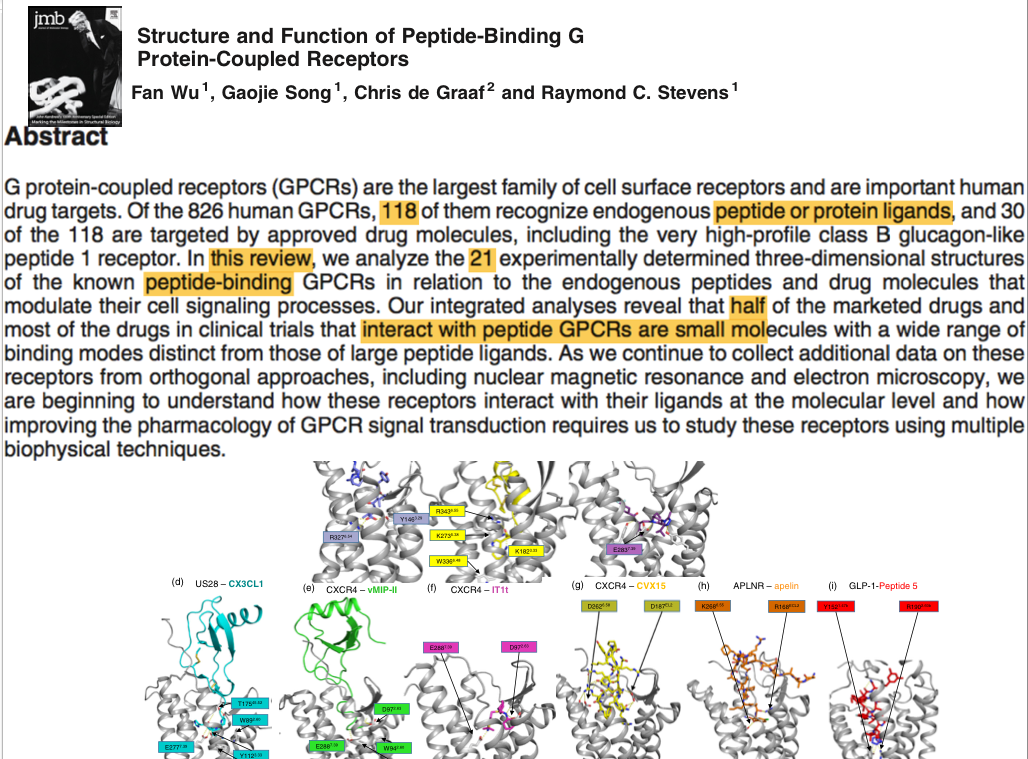 jmb
Structure and Function of Peptide-Binding G
Protein-Coupled Receptors
Fan Wu1, Gaojie Song1, Chris de Graaf2 and Raymond C. Stevens1
Marking the Milestones in Structural Biology
Abstract
G protein-coupled receptors (GPCRs) are the largest family of cell surface receptors and are important human
drug targets. Of the 826 human GPCRs, 118 of them recognize endogenous peptide or protein ligands, and 30
of the 118 are targeted by approved drug molecules, including the very high-profile class B glucagon-like
peptide 1 receptor. In this review, we analyze the 21 experimentally determined three-dimensional structures
of the known peptide-binding GPCRs in relation to the endogenous peptides and drug molecules that
modulate their cell signaling processes. Our integrated analyses reveal that half of the marketed drugs and
most of the drugs in clinical trials that interact with peptide GPCRs are small molecules with a wide range of
binding modes distinct from those of large peptide ligands. As we continue to collect additional data on these
receptors from orthogonal approaches, including nuclear magnetic resonance and electron microscopy, we
are beginning to understand how these receptors interact with their ligands at the molecular level and how
improving the pharmacology of GPCR signal transduction requires us to study these receptors using multiple
biophysical techniques.
R343
Y146
K273
R327
K182
E283
W336
(d) US28 – CX3CL1
(e) CXCR4 – vMIP-II
(f) CXCR4 – IT1t
(g) CXCR4 – CVX15
(h) APLNR – apelin
(i) GLP-1-Peptide 5
D262
D187
K268
R168
Y152
R190
E288
D97
T175
W89
E277
Y112
D97
E288
W94